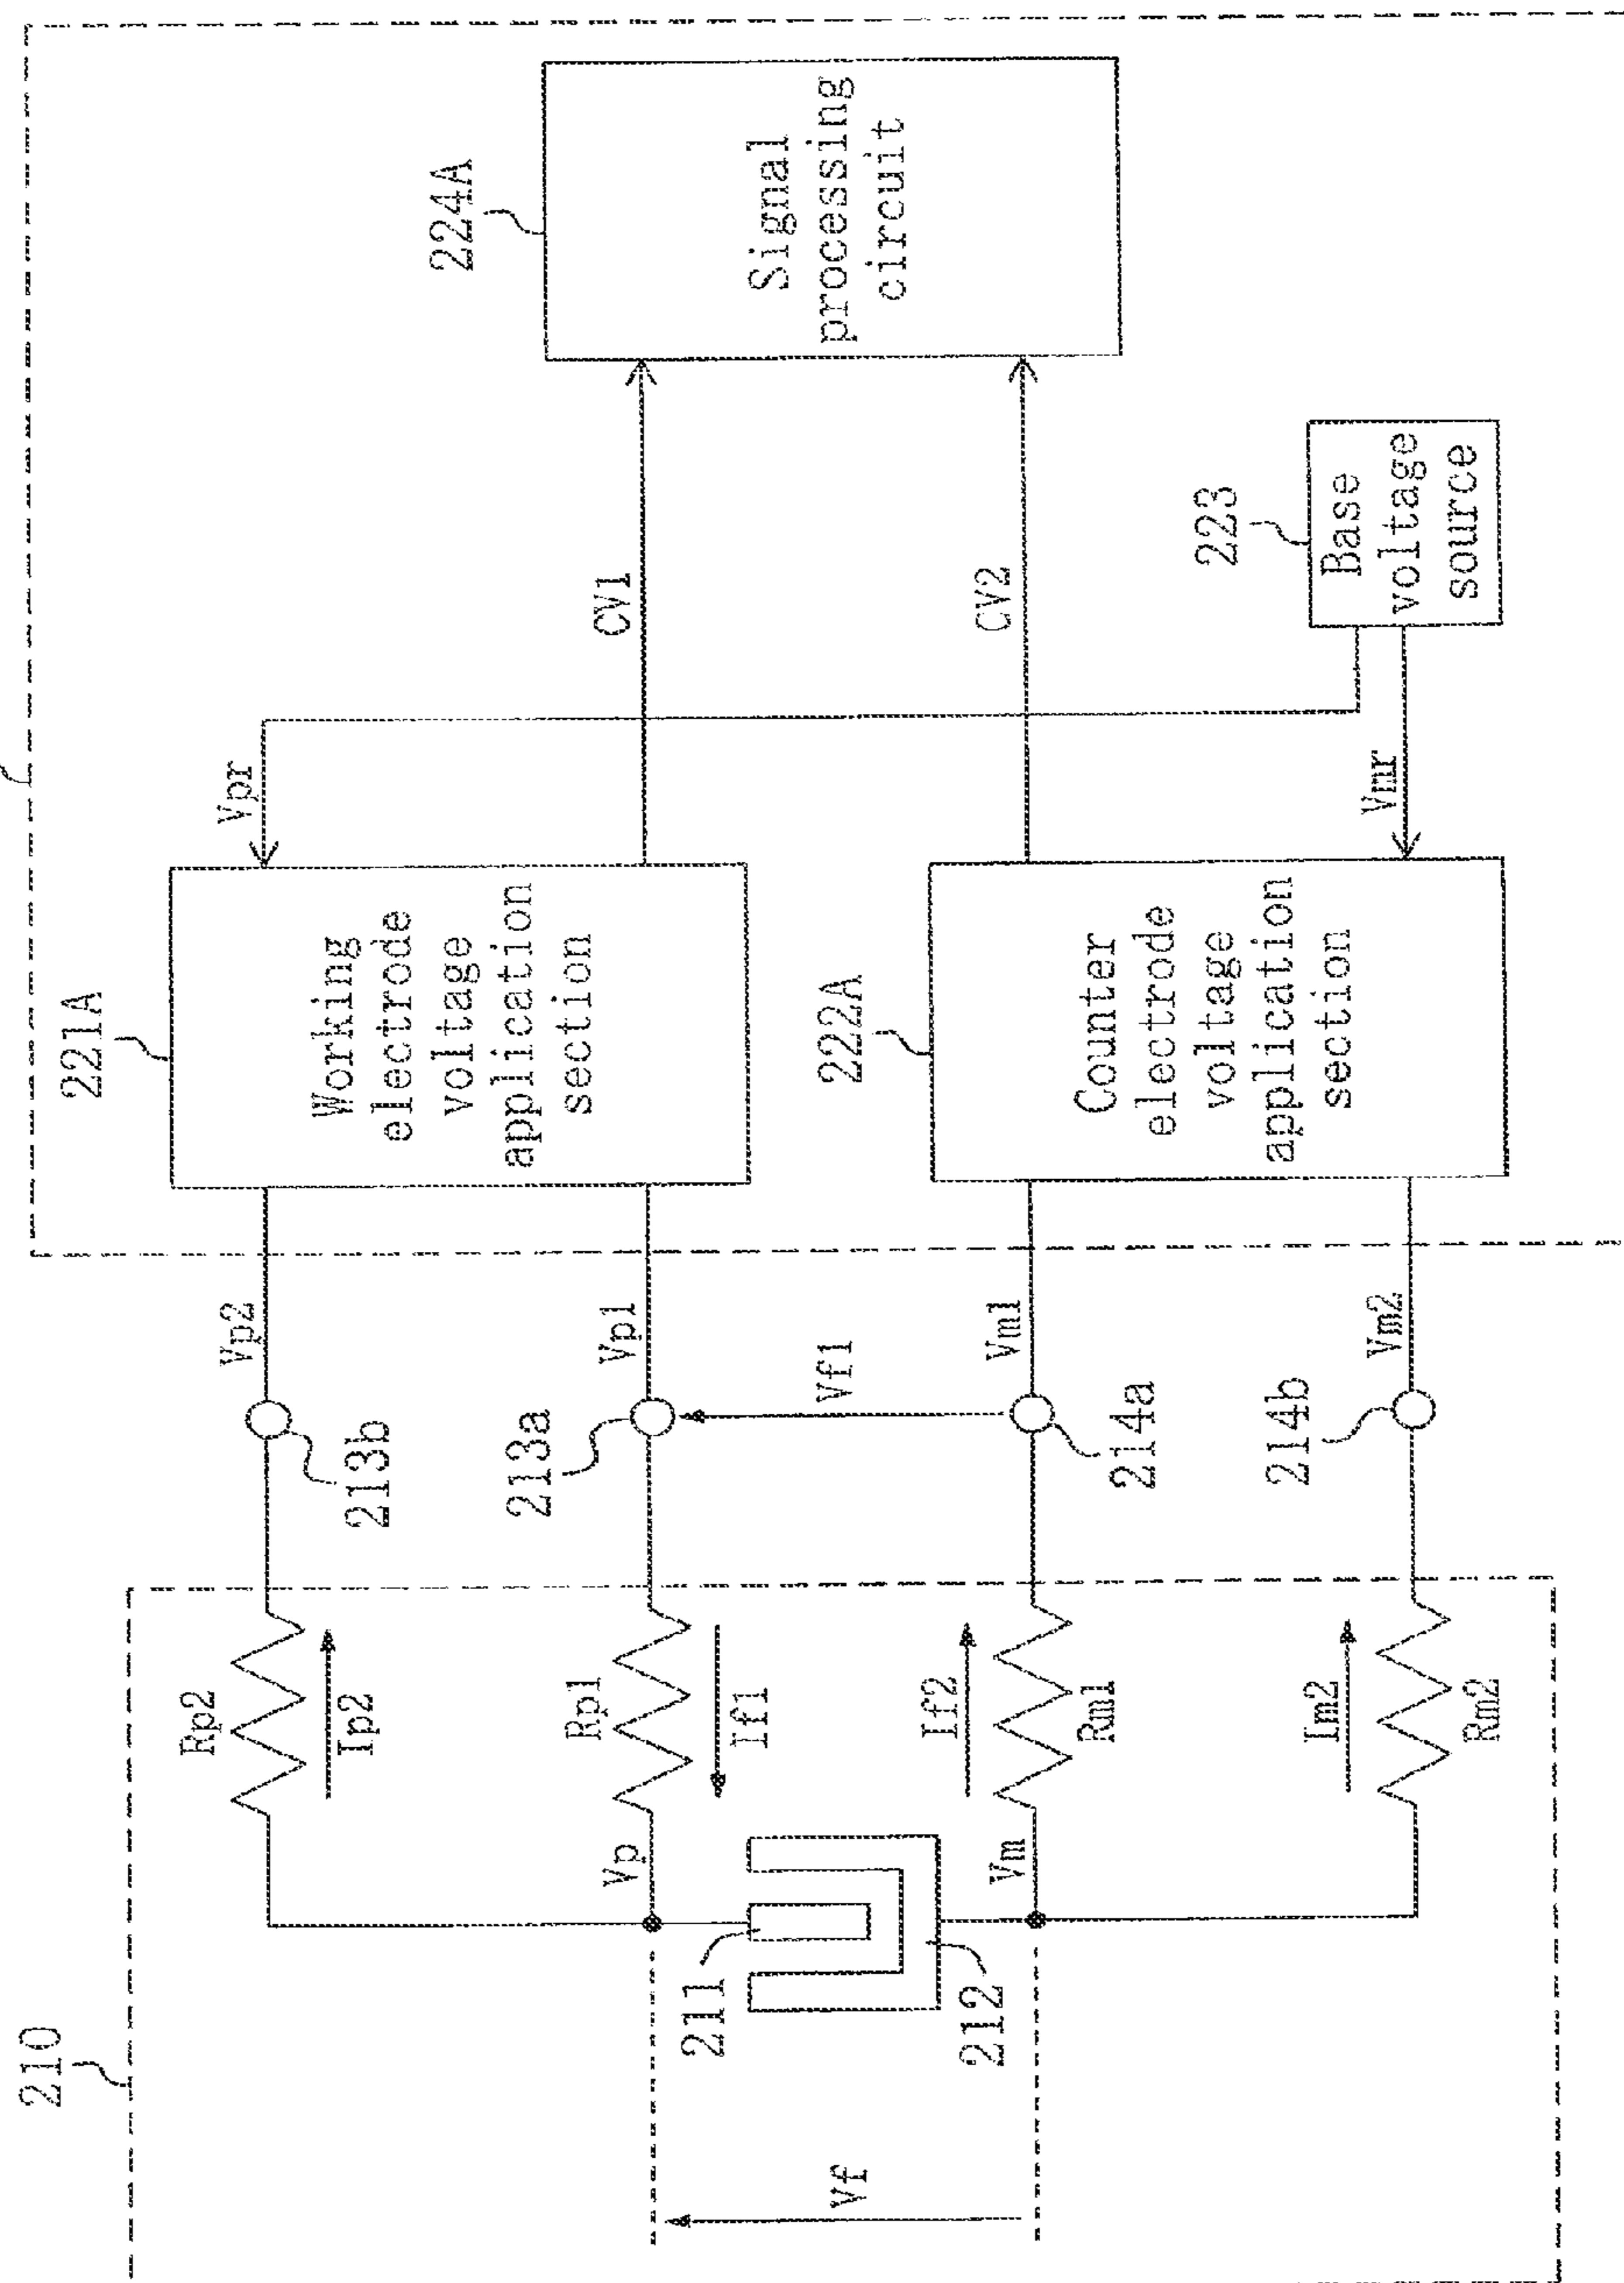 210
Rp2
Ip2
Rp1
If1
Vp
211
212
Vm
If2
Rm1
Im2
Rm2
Vf
213b
213a
214a
214b
Vp2
Vp1
Vf1
Vm1
Vm2
221A
Working
electrode
voltage
application
section
222A
Counter
electrode
voltage
application
section
Vpr
CV1
CV2
Vmr
223
Base
voltage
source
224A
Signal
processing
circuit